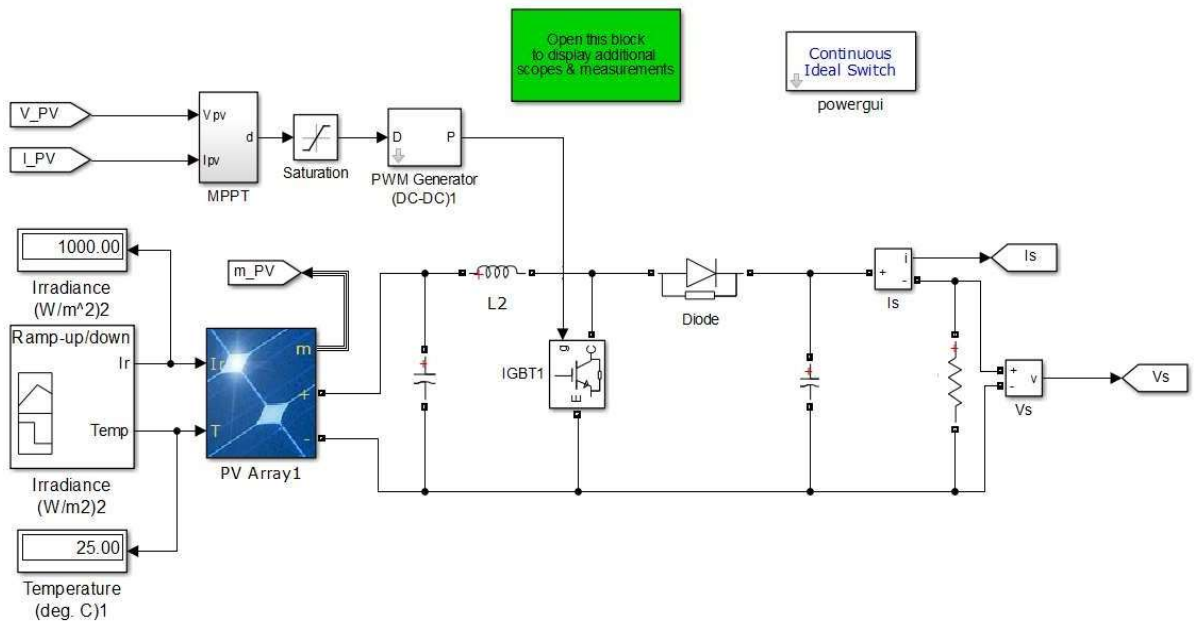 Open this block
to display additional
scopes & measurements
Continuous
Ideal Switch
powergui
V_PV
I_PV
Vpv
Ipv
d
MPPT
Saturation
D
P
PWM Generator
(DC-DC)1
1000.00
Irradiance
(W/m^2)2
m_PV
Ramp-up/down
Ir
Temp
Irradiance
(W/m2)2
Ir
T
m
+
-
PV Array1
25.00
Temperature
(deg. C)1
+
L2
+
g
C
E
IGBT1
Diode
+
+
i
-
Is
Is
+
+
-
v
Vs
Vs